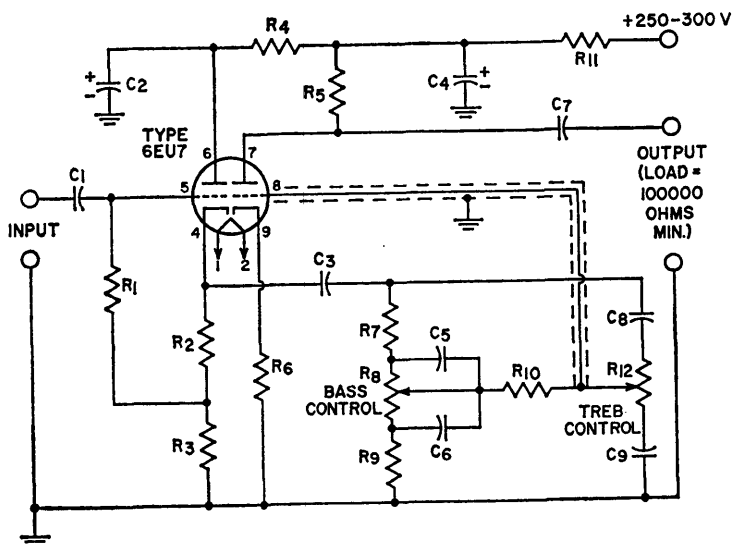 +250-300 V
R4
R11
C2
R5
C4
C7
TYPE
6EU7
6
7
OUTPUT
(LOAD =
100000
OHMS
MIN.)
C1
5
8
INPUT
4
9
1
2
C3
R1
R7
C5
C8
R2
R6
R8
R10
R12
BASS
CONTROL
TREB
CONTROL
C6
R3
R9
C9
+
-
+
-